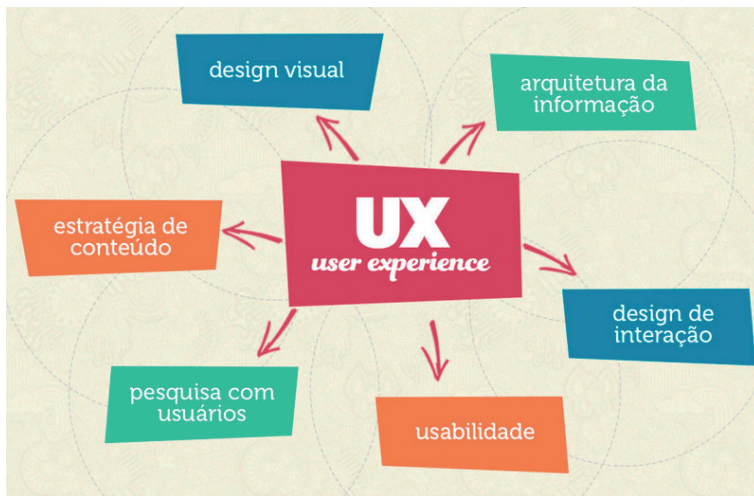 design visual
arquitetura da
informação
UX
user experience
estratégia de
conteúdo
design de
interação
pesquisa com
usuários
usabilidade